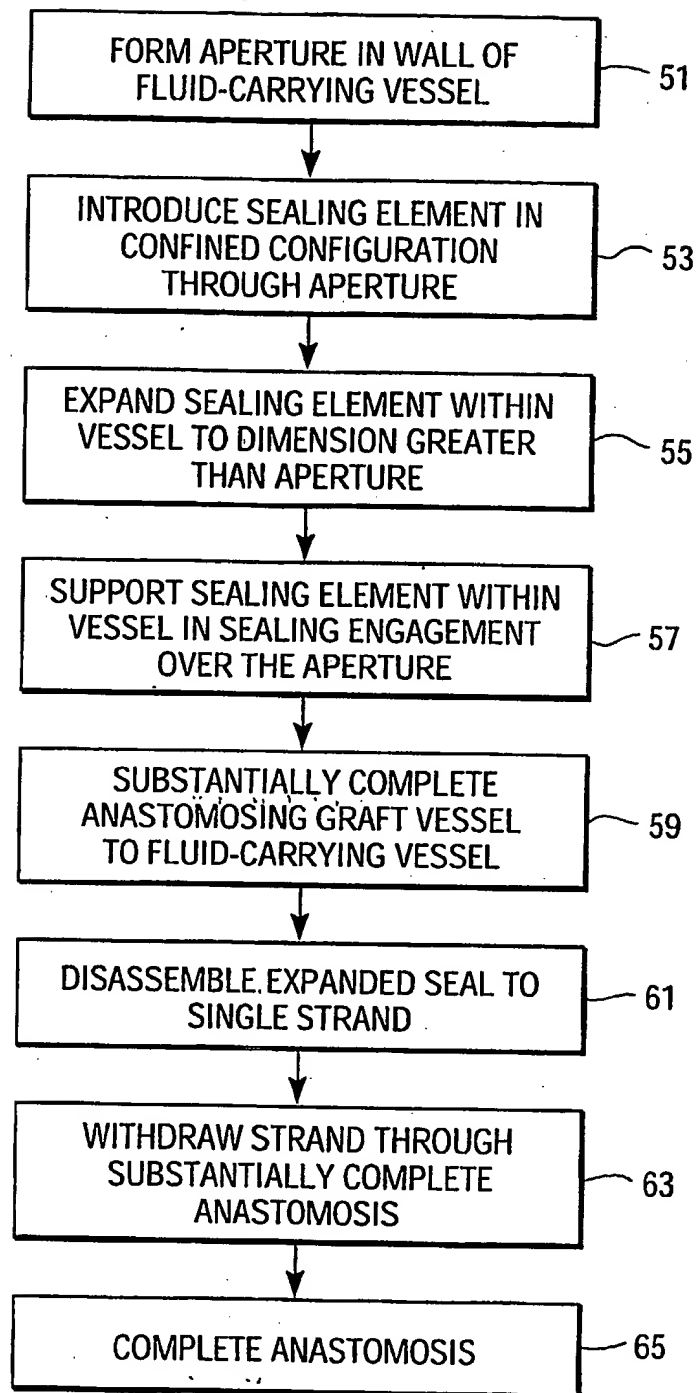 FORM APERTURE IN WALL OF
FLUID-CARRYING VESSEL
51
INTRODUCE SEALING ELEMENT IN
CONFINED CONFIGURATION
THROUGH APERTURE
53
EXPAND SEALING ELEMENT WITHIN
VESSEL TO DIMENSION GREATER
THAN APERTURE
55
SUPPORT SEALING ELEMENT WITHIN
VESSEL IN SEALING ENGAGEMENT
OVER THE APERTURE
57
SUBSTANTIALLY COMPLETE
ANASTOMOSING GRAFT VESSEL
TO FLUID-CARRYING VESSEL
59
DISASSEMBLE EXPANDED SEAL TO
SINGLE STRAND
61
WITHDRAW STRAND THROUGH
SUBSTANTIALLY COMPLETE
ANASTOMOSIS
63
COMPLETE ANASTOMOSIS
65